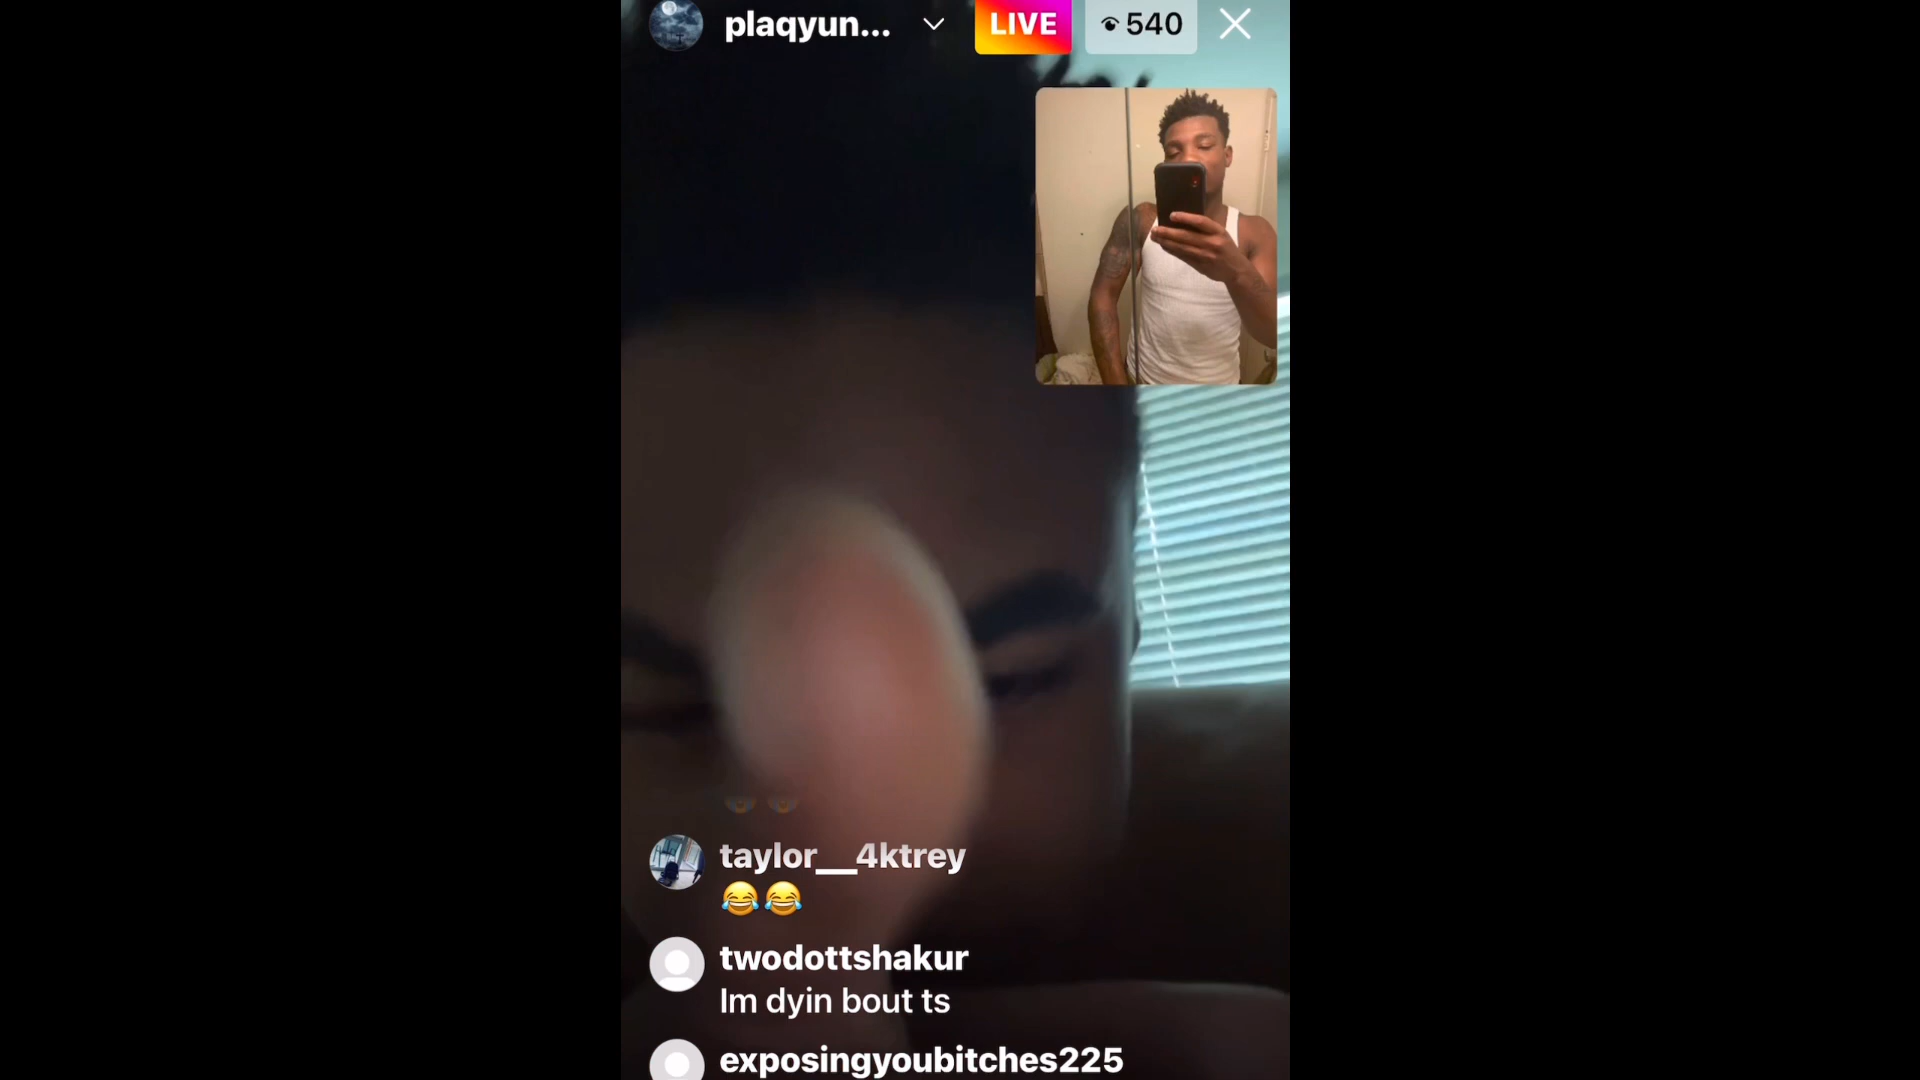 plaqyun...
LIVE
540
taylor__4ktrey
😂😂
twodottshakur
Im dyin bout ts
exposingyoubitches225